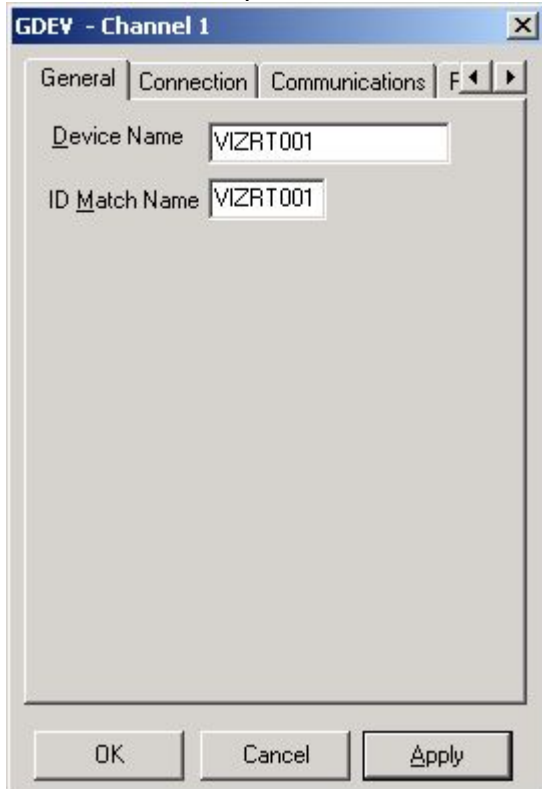 GDEV - Channel 1
General Connection Communications F
Device Name VIZRT001
ID Match Name VIZRT001
OK Cancel Apply